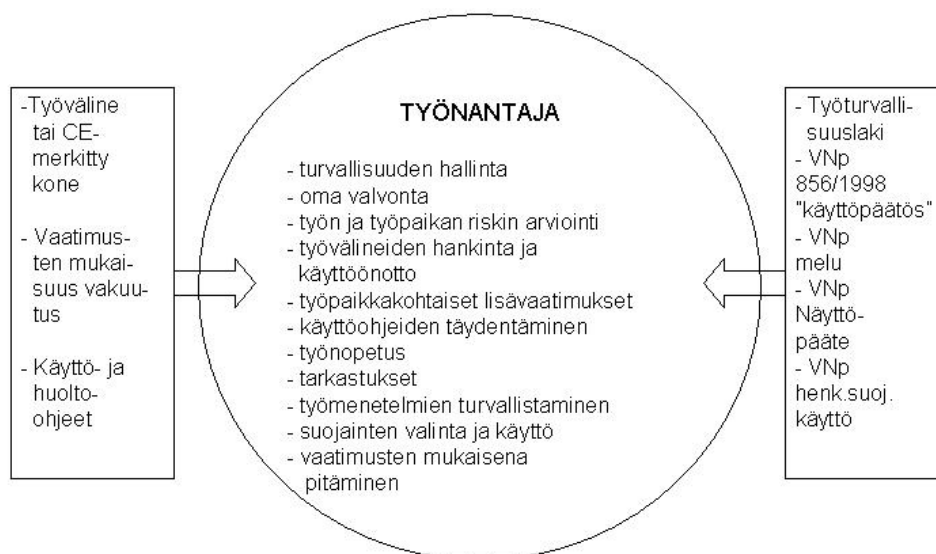 -Työväline
tai CE-
merkitty
kone
- Vaatimus-
ten mukai-
suus vakuu-
tus
- Käyttö- ja
huolto-
ohjeet
TYÖNANTAJA
- turvallisuuden hallinta
- oma valvonta
- työn ja työpaikan riskin arviointi
- työvälineiden hankinta ja
käyttöönotto
-työpaikkakohtaiset lisävaatimukset
- käyttöohjeiden täydentäminen
- työnopetus
- tarkastukset
- työmenetelmien turvallistaminen
- suojainten valinta ja käyttö
- vaatimusten mukaisena
pitäminen
- Työturvalli-
suuslaki
- VNp
856/1998
"käyttöpäätös"
- VNp
melu
- VNp
Näyttö-
pääte
- VNp
henk.suoj.
käyttö